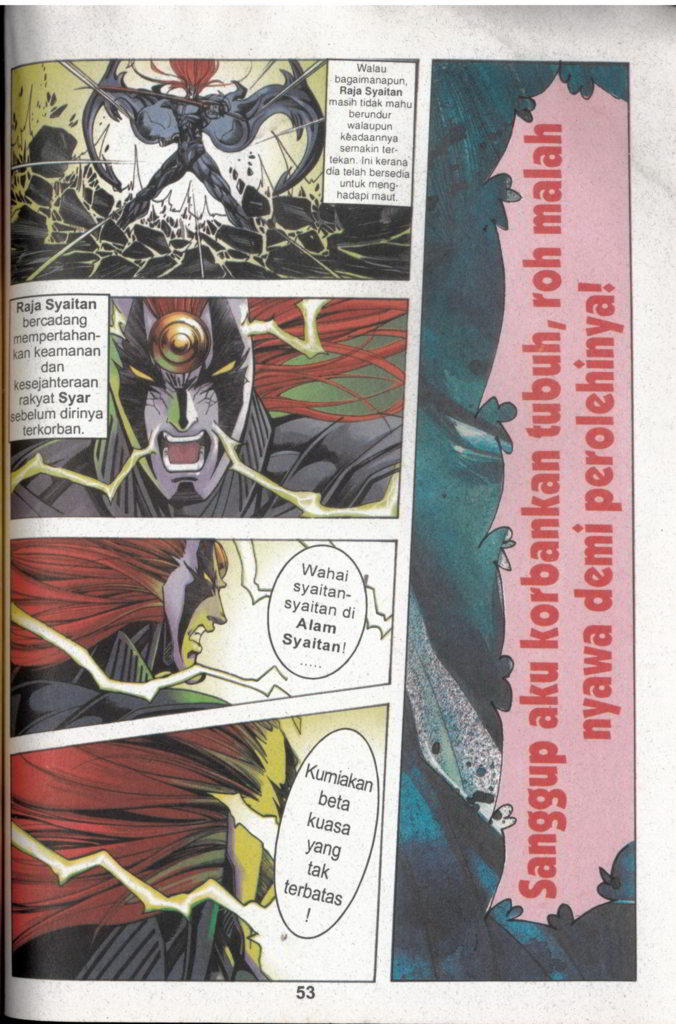 Walau
bagaimanapun,
Raja Syaitan
masih tidak mahu
berundur
walaupun
keadaannya
semakin ter-
tekan. Ini kerana
dia telah bersedia
untuk meng-
hadapi maut.
Raja Syaitan
bercadang
mempertahan-
kan keamanan
dan
kesejahteraan
rakyat Syar
sebelum dirinya
terkorban.
Wahai
syaitan-
syaitan di
Alam
Syaitan!
.....
Kurniakan
beta
kuasa
yang
tak
terbatas
!
Sanggup aku korbankan tubuh, roh malah
nyawa demi perolehinya!
53